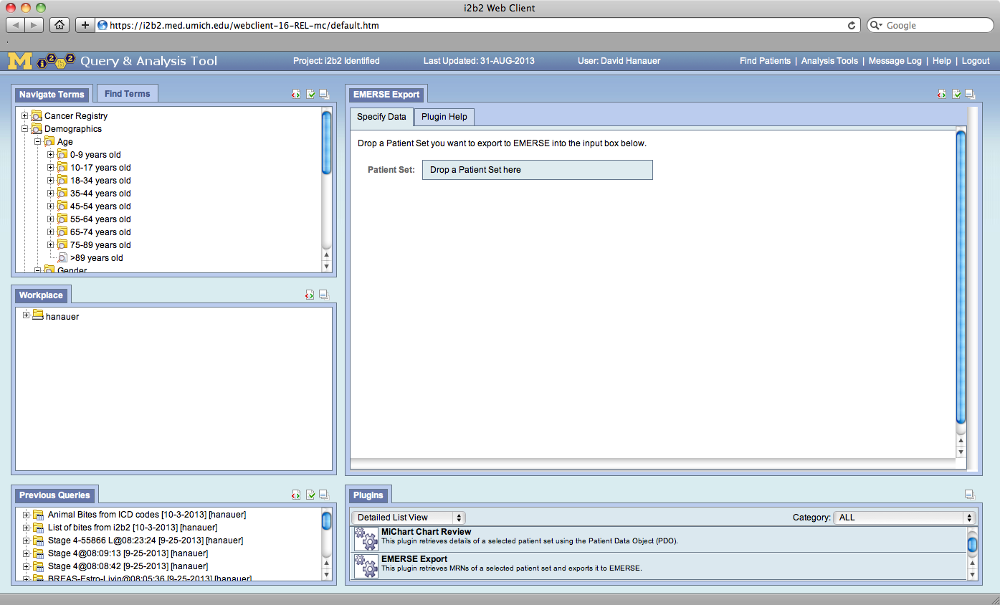 i2b2 Web Client
https://i2b2.med.umich.edu/webclient-16-REL-mc/default.htm
Google
M i 2 b 2 Query & Analysis Tool Project: i2b2 Identified Last Updated: 31-AUG-2013 User: David Hanauer Find Patients | Analysis Tools | Message Log | Help | Logout
Navigate Terms Find Terms
Cancer Registry
Demographics
Age
0-9 years old
10-17 years old
18-34 years old
35-44 years old
45-54 years old
55-64 years old
65-74 years old
75-89 years old
>89 years old
Gender
Workplace
hanauer
Previous Queries
Animal Bites from ICD codes [10-3-2013] [hanauer]
List of bites from i2b2 [10-3-2013] [hanauer]
Stage 4-55866 L@08:23:24 [9-25-2013] [hanauer]
Stage 4@08:09:13 [9-25-2013] [hanauer]
Stage 4@08:08:42 [9-25-2013] [hanauer]
BREAS-Estro-Livin@08:05:36 [9-25-2013] [hanauer]
EMERSE Export
Specify Data Plugin Help
Drop a Patient Set you want to export to EMERSE into the input box below.
Patient Set: Drop a Patient Set here
Plugins
Detailed List View Category: ALL
MiChart Chart Review
This plugin retrieves details of a selected patient set using the Patient Data Object (PDO).
EMERSE Export
This plugin retrieves MRNs of a selected patient set and exports it to EMERSE.